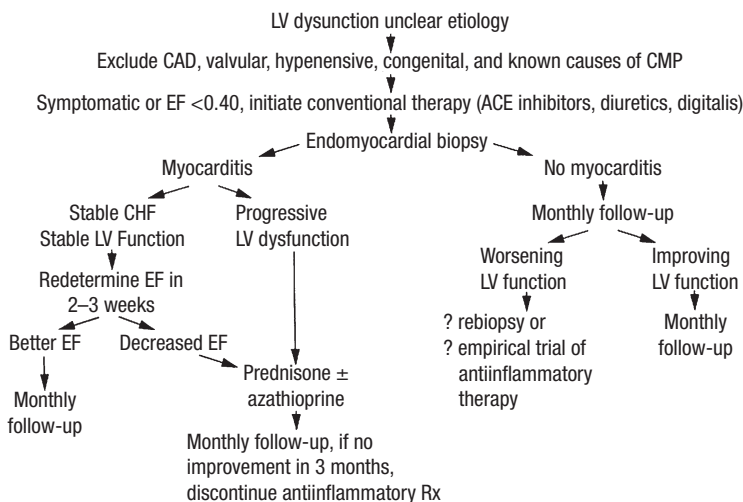 LV dysunction unclear etiology
Exclude CAD, valvular, hypenensive, congenital, and known causes of CMP
Symptomatic or EF <0.40, initiate conventional therapy (ACE inhibitors, diuretics, digitalis)
Endomyocardial biopsy
Myocarditis
No myocarditis
Stable CHF
Stable LV Function
Progressive
LV dysfunction
Monthly follow-up
Redetermine EF in
2–3 weeks
Worsening
LV function
Improving
LV function
Better EF
Decreased EF
? rebiopsy or
? empirical trial of
antiinflammatory
therapy
Monthly
follow-up
Monthly
follow-up
Prednisone ±
azathioprine
Monthly follow-up, if no
improvement in 3 months,
discontinue antiinflammatory Rx